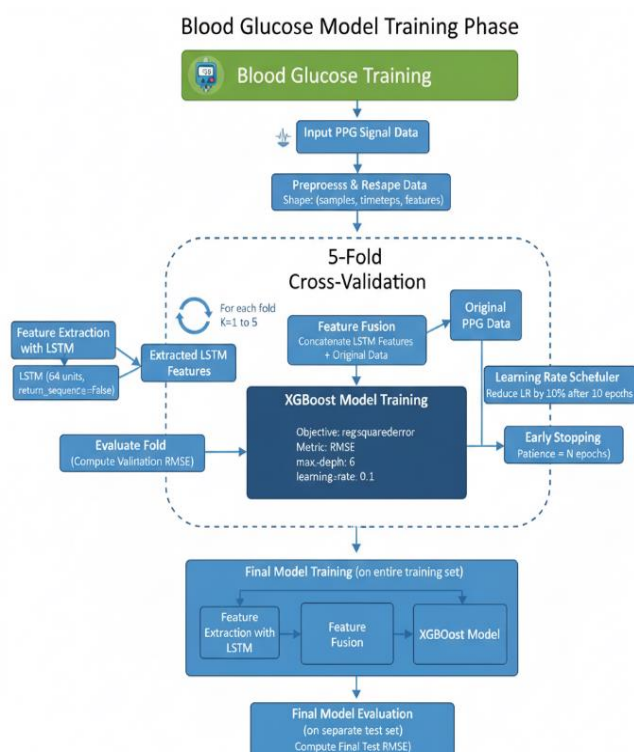 Blood Glucose Model Training Phase
Blood Glucose Training
Input PPG Signal Data
Preproesss & Reșape Data
Shape: (samples, timeteps, features)
5-Fold
Cross-Validation
For each fold
K=1 to 5
Original
PPG Data
Feature Extraction
with LSTM
LSTM (64 units,
return_sequence=False)
Extracted LSTM
Features
Feature Fusion
Concatenate LSTM Features
+ Original Data
Learning Rate Schefuler
Reduce LR by 10% after 10 epochs
XGBoost Model Training
Objective: regsquarederror
Metric: RMSE
max.-deph: 6
learning=rate: 0.1
Evaluate Fold
(Compute Validation RMSE)
Early Stopping
Patience = N epochs)
Final Model Training (on entire training set)
Feature
Extraction with
LSTM
Feature
Fusion
XGBOost Model
Final Model Evaluation
(on separate test set)
Compute Final Test RMSE)